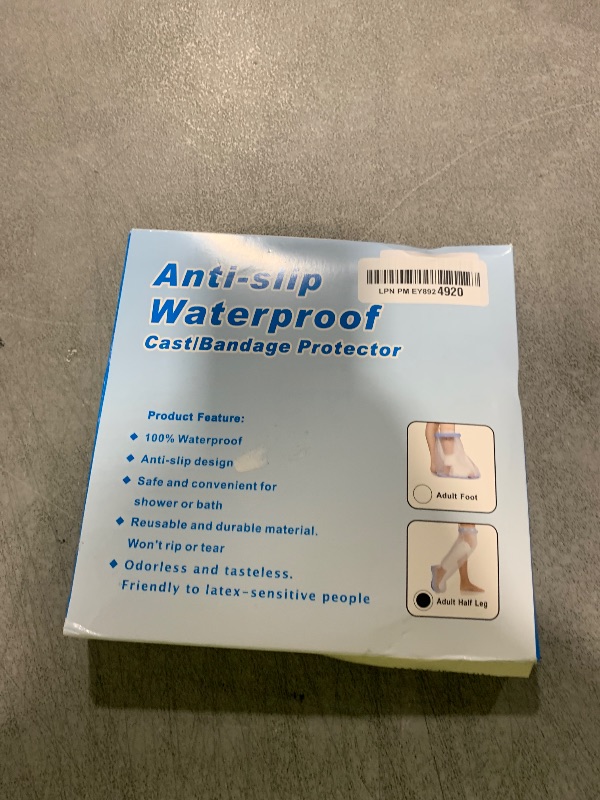 Anti-slip
Waterproof
Cast/Bandage Protector
LPN PM EY892 4920
Product Feature:
◆ 100% Waterproof
◆ Anti-slip design
◆ Safe and convenient for
shower or bath
◆ Reusable and durable material.
Won't rip or tear
◆ Odorless and tasteless.
Friendly to latex-sensitive people
Adult Foot
Adult Half Leg